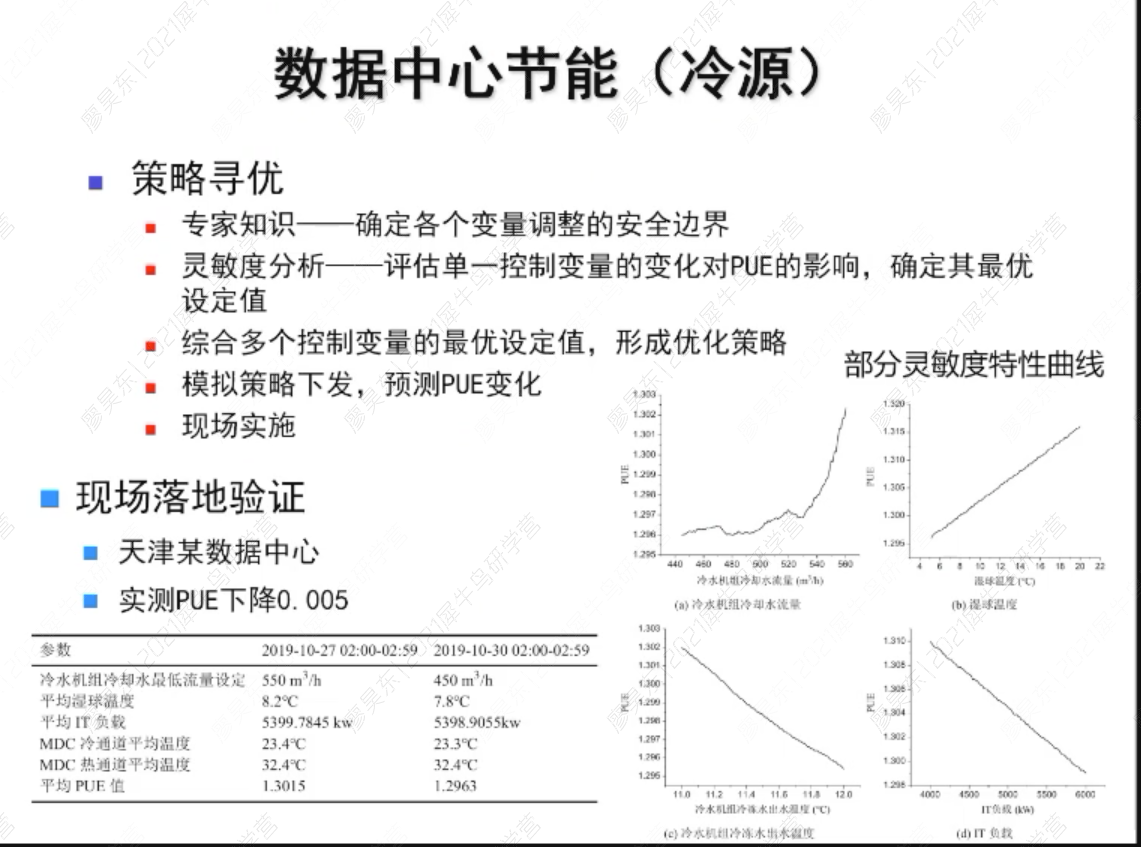 数据中心节能（冷源）
策略寻优
专家知识——确定各个变量调整的安全边界
灵敏度分析——评估单一控制变量的变化对PUE的影响，确定其最优
设定值
综合多个控制变量的最优设定值，形成优化策略
模拟策略下发，预测PUE变化
现场实施
现场落地验证
天津某数据中心
实测PUE下降0.005
参数 2019-10-27 02:00-02:59 2019-10-30 02:00-02:59
冷水机组冷却水最低流量设定 550 m³/h 450 m³/h
平均湿球温度 8.2℃ 7.8℃
平均 IT 负载 5399.7845 kw 5398.9055kw
MDC 冷通道平均温度 23.4℃ 23.3℃
MDC 热通道平均温度 32.4℃ 32.4℃
平均 PUE 值 1.3015 1.2963
部分灵敏度特性曲线
1.303
1.302
1.301
1.300
1.299
1.298
1.297
1.296
1.295
PUE
440 460 480 500 520 540 560
冷水机组冷却水流量 (m³/h)
(a) 冷水机组冷却水流量
1.320
1.315
1.310
1.305
1.300
1.295
PUE
4 6 8 10 12 14 16 18 20 22
湿球温度 (℃)
(b) 湿球温度
1.303
1.302
1.301
1.300
1.299
1.298
1.297
1.296
1.295
PUE
11.0 11.2 11.4 11.6 11.8 12.0
冷水机组冷冻水出水温度 (℃)
(c) 冷水机组冷冻水出水温度
1.310
1.304
1.302
1.300
1.298
PUE
4000 4500 5000 5500 6000
IT负载 (kW)
(d) IT 负载
廖昊东|2021犀牛鸟研学营